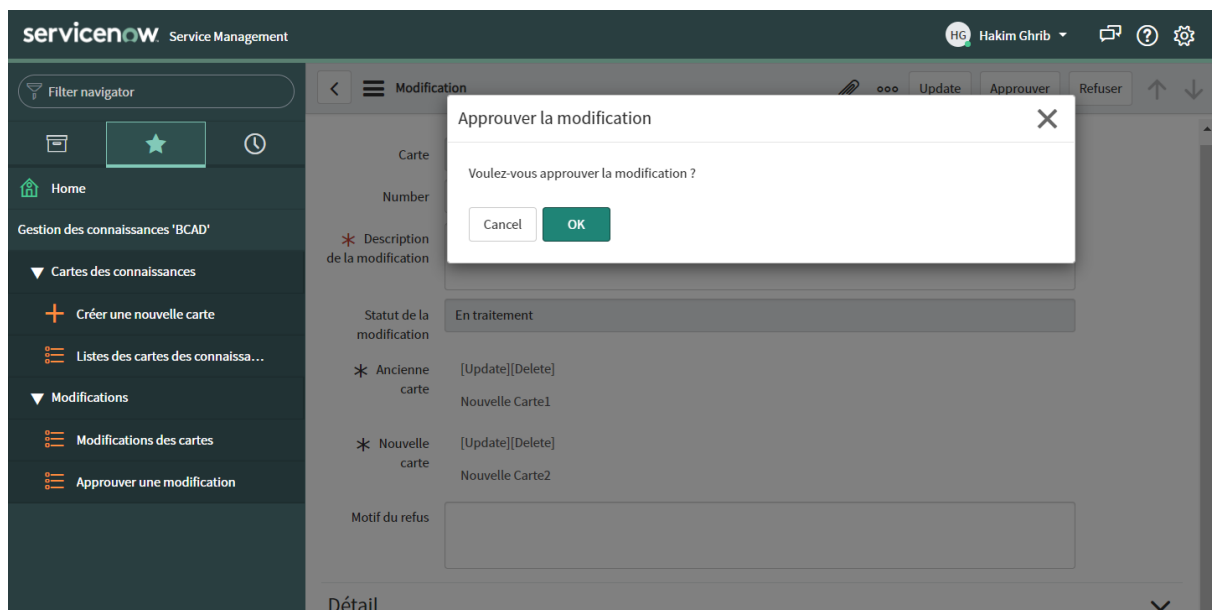 servicenow. Service Management
HG Hakim Ghrib
Filter navigator
Home
Gestion des connaissances 'BCAD'
Cartes des connaissances
Créer une nouvelle carte
Listes des cartes des connaissa...
Modifications
Modifications des cartes
Approuver une modification
Modification
Update
Approuver
Refuser
Approuver la modification
Voulez-vous approuver la modification ?
Cancel
OK
Carte
Number
Description
de la modification
Statut de la
modification
En traitement
Ancienne
carte
[Update][Delete]
Nouvelle Carte1
Nouvelle
carte
[Update][Delete]
Nouvelle Carte2
Motif du refus
Détail